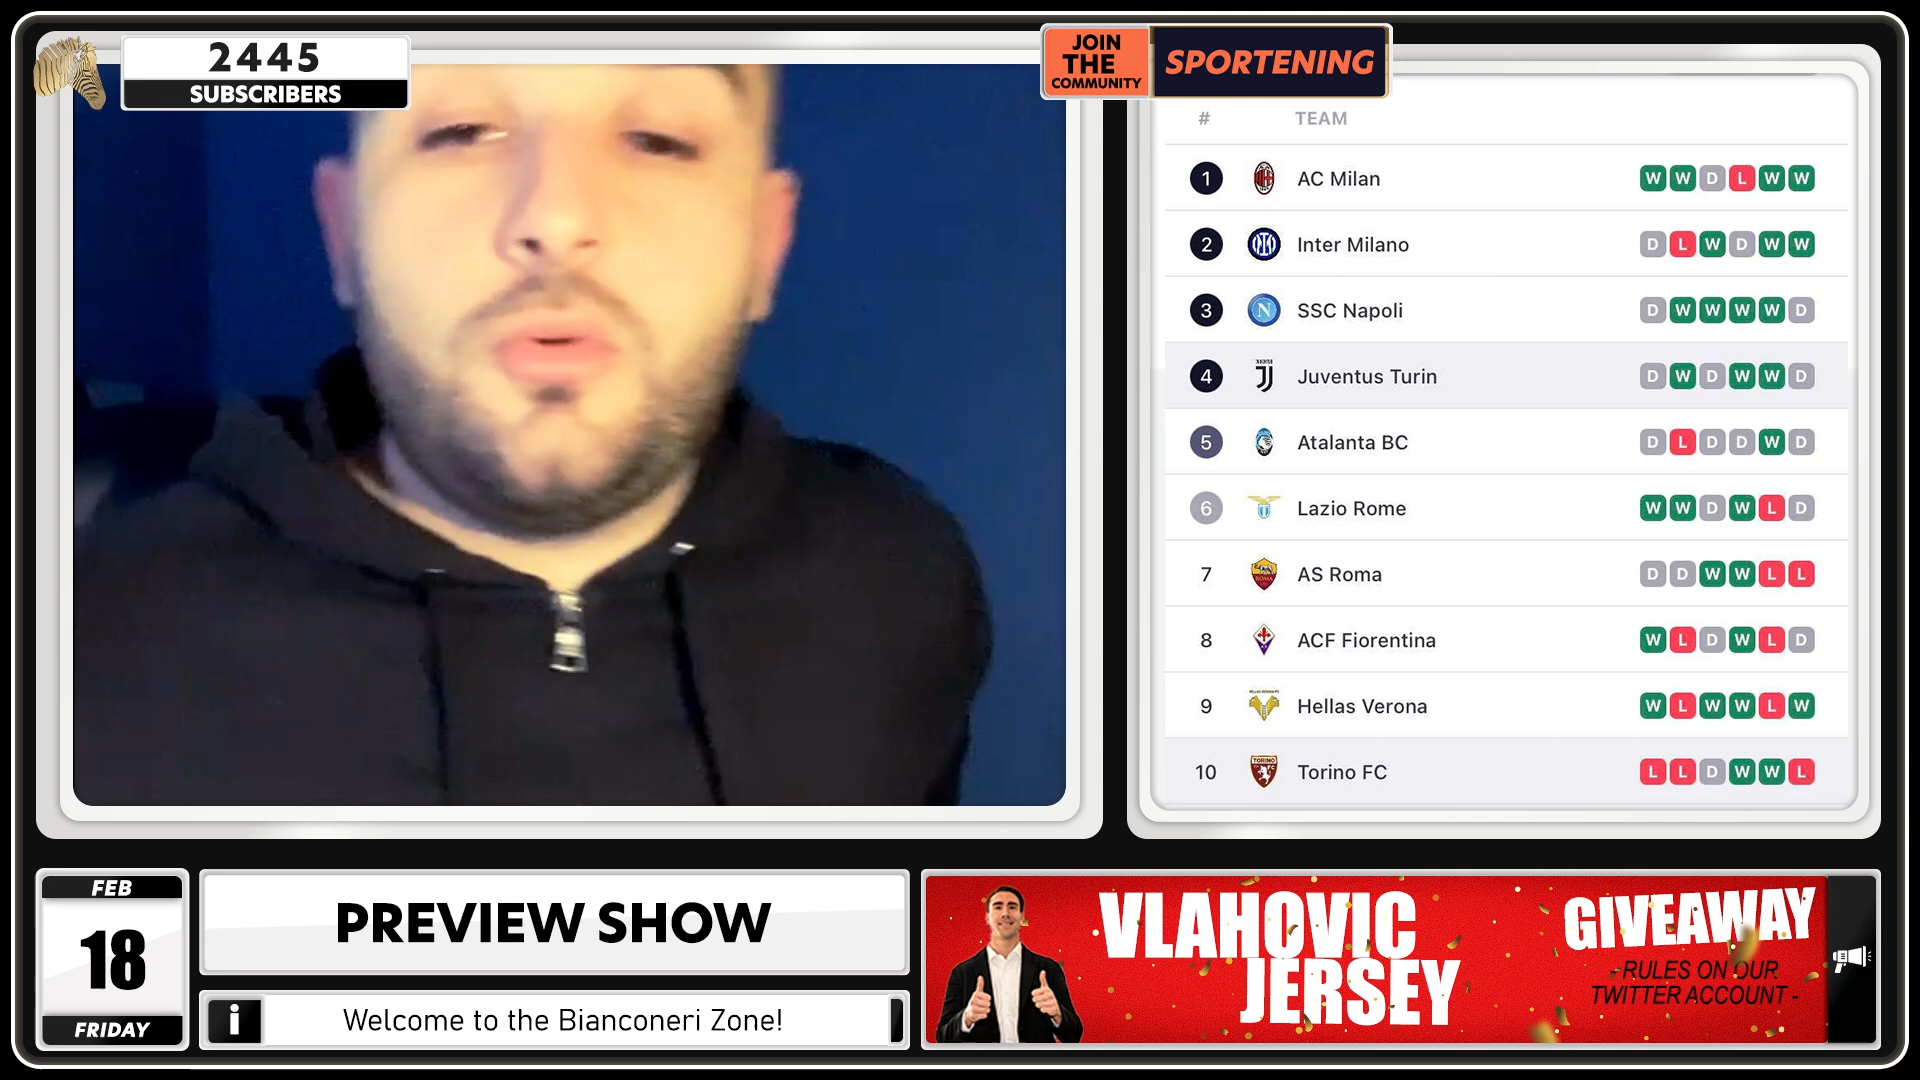 2445
SUBSCRIBERS
JOIN
THE
COMMUNITY
SPORTENING
# TEAM
1 AC Milan W W D L W W
2 Inter Milano D L W D W W
3 SSC Napoli D W W W W D
4 Juventus Turin D W D W W D
5 Atalanta BC D L D D W D
6 Lazio Rome W W D W L D
7 AS Roma D D W W L L
8 ACF Fiorentina W L D W L D
9 Hellas Verona W L W W L W
10 Torino FC L L D W W L
FEB
18
FRIDAY
PREVIEW SHOW
i Welcome to the Bianconeri Zone!
VLAHOVIC
JERSEY
GIVEAWAY
- RULES ON OUR
TWITTER ACCOUNT -